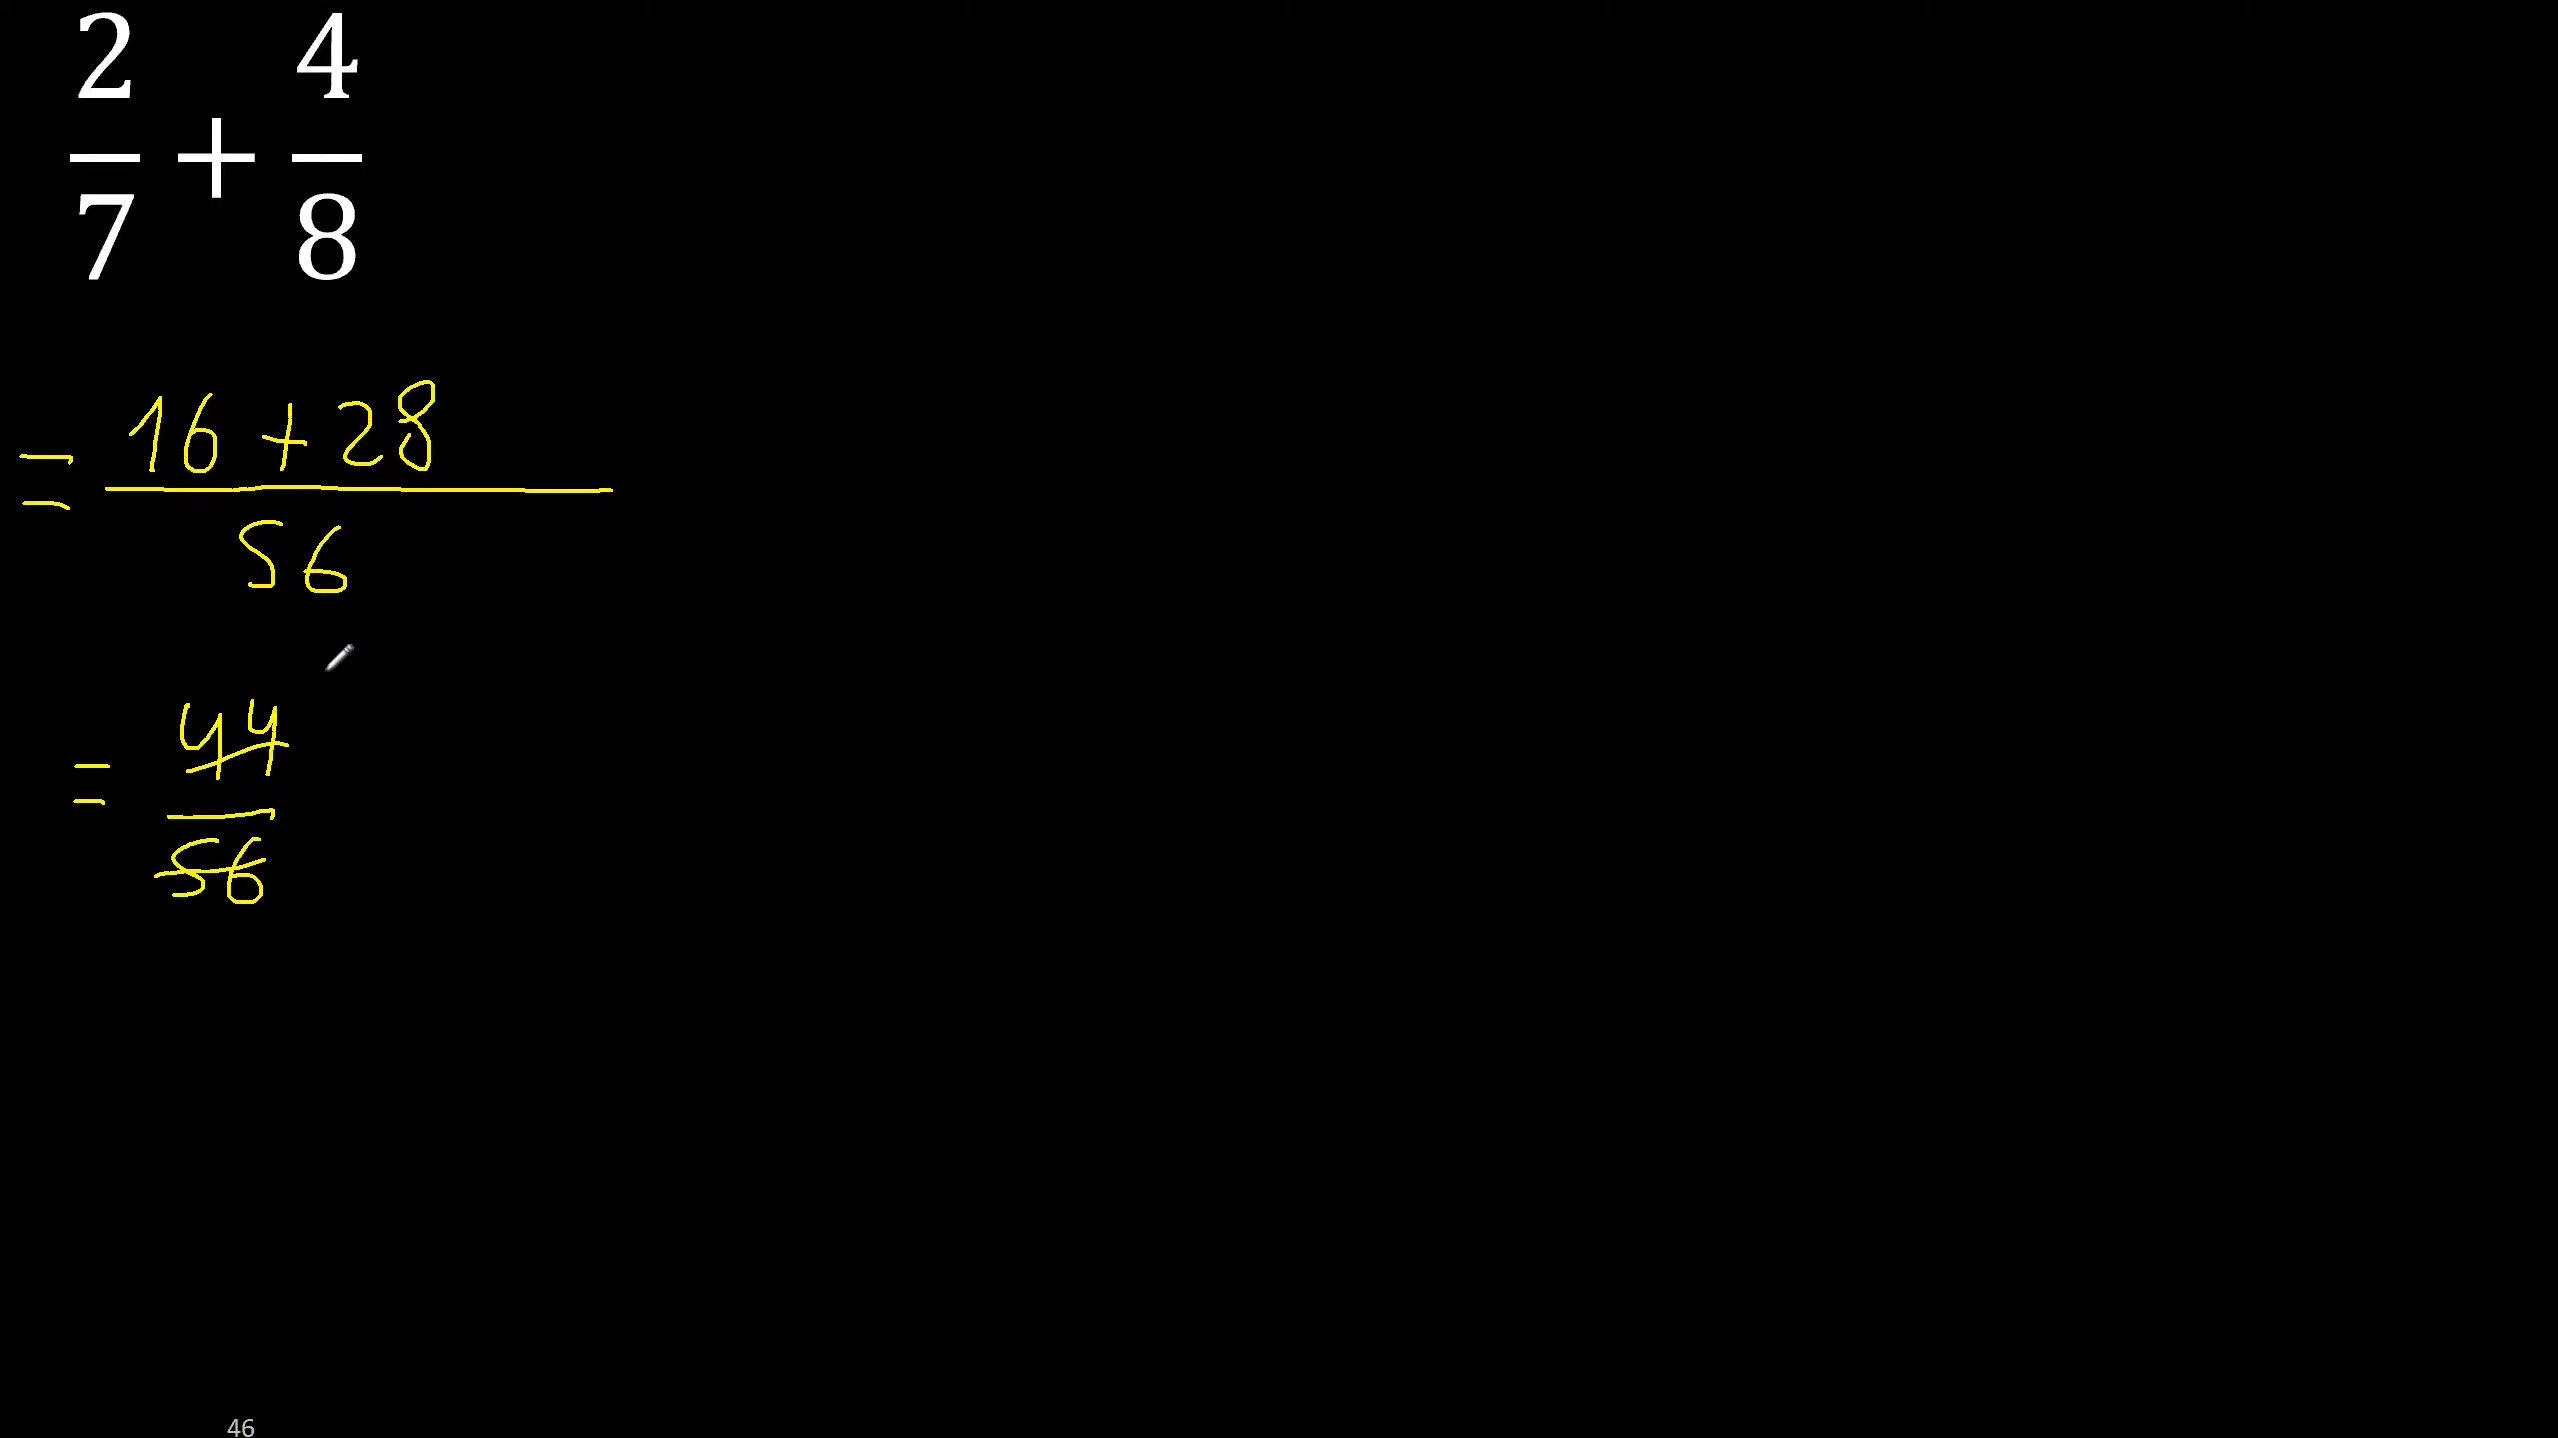 2/7 + 4/8
= 16 + 28 / 56
= 44 / 56
46